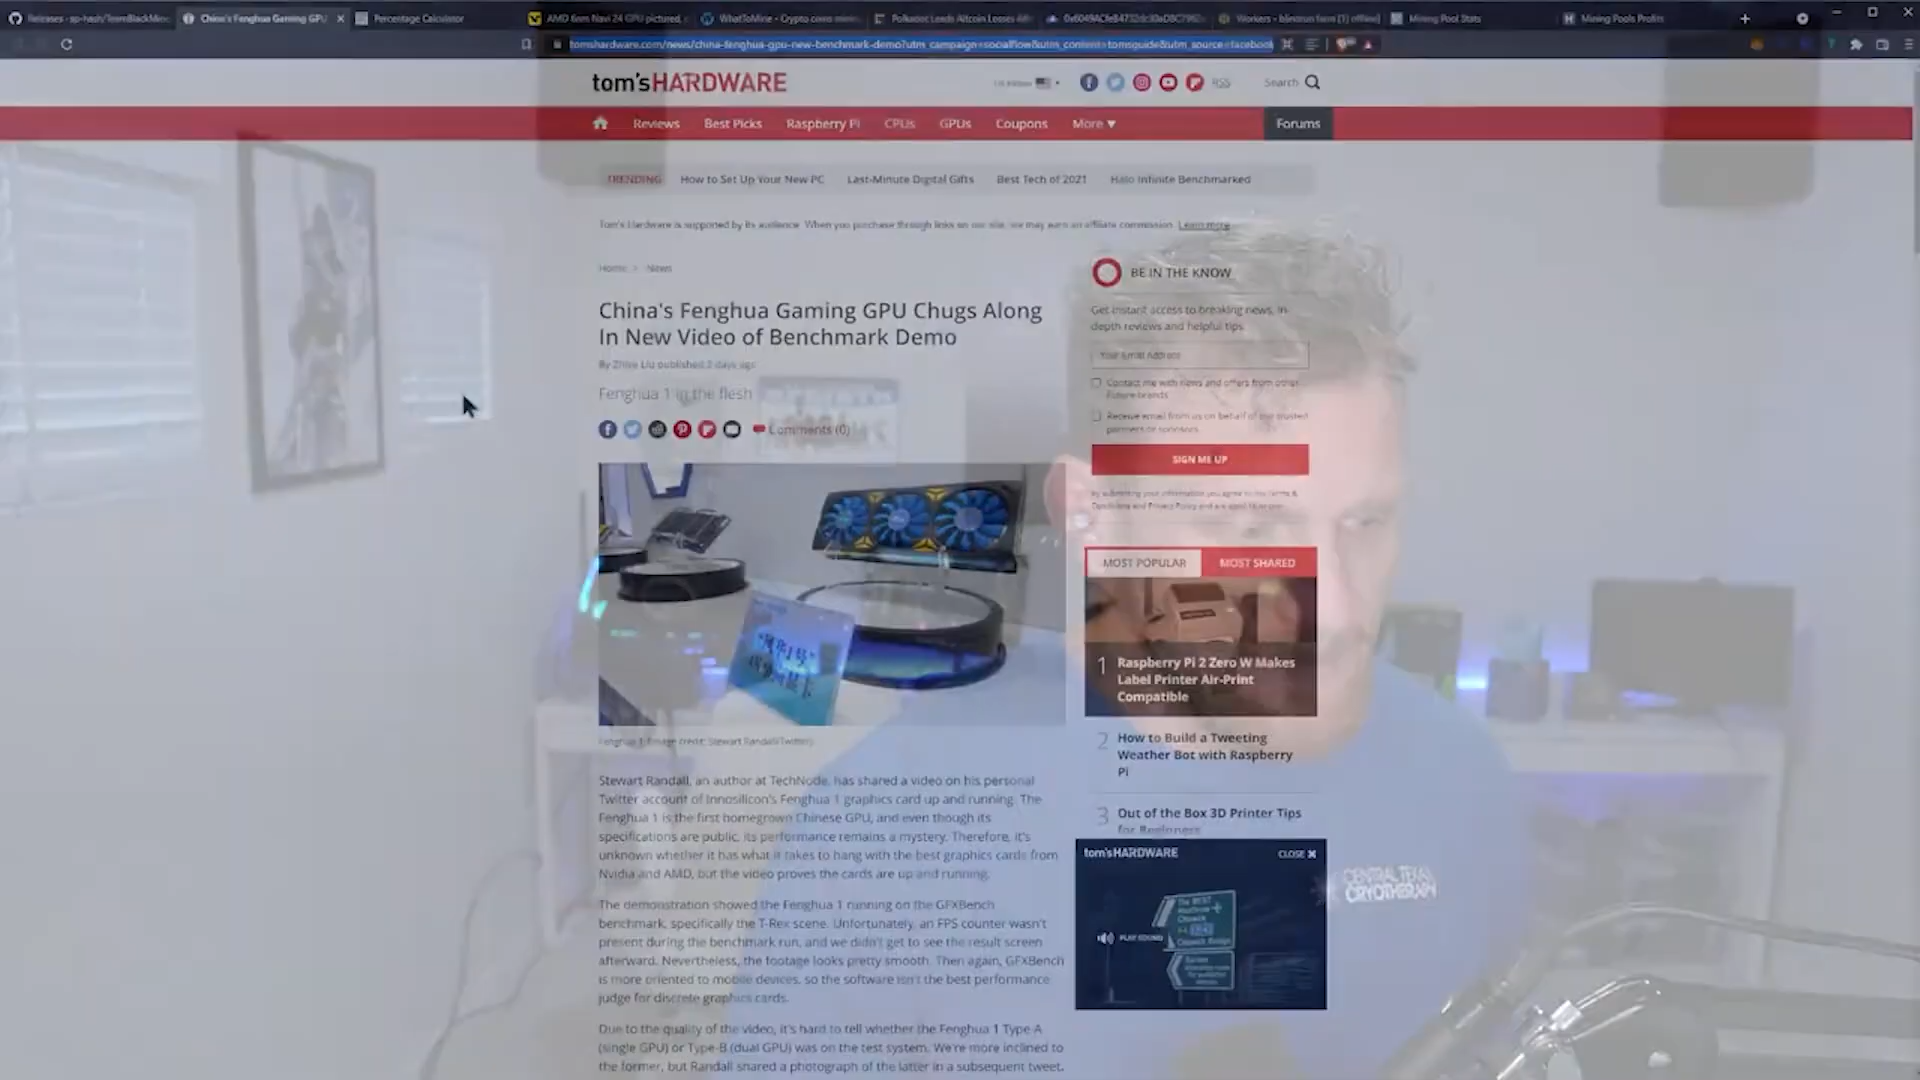 Releases - sp-hash/TeamBlackMiner
China's Fenghua Gaming GPU
Percentage Calculator
AMD 6nm Navi 24 GPU pictured,
WhatToMine - Crypto coins
Polkadot Leads Altcoin Losses
Workers - blindrun farm (1) offline
Mining Pool Stats
Mining Pools Profits
tomshardware.com/news/china-fenghua-gpu-new-benchmark-demo?utm_campaign=socialflow&utm_content=tomsguide&utm_source=facebook
tom'sHARDWARE
RSS
Search
Reviews
Best Picks
Raspberry Pi
CPUs
GPUs
Coupons
More ▼
Forums
TRENDING
How to Set Up Your New PC
Last-Minute Digital Gifts
Best Tech of 2021
Halo Infinite Benchmarked
Tom's Hardware is supported by its audience. When you purchase through links on our site, we may earn an affiliate commission. Learn more
Home > News
China's Fenghua Gaming GPU Chugs Along
In New Video of Benchmark Demo
By Zhiye Liu published 2 days ago
Fenghua 1 in the flesh
Comments (0)
Fenghua 1 (Image credit: Stewart Randall/Twitter)
Stewart Randall, an author at TechNode, has shared a video on his personal
Twitter account of Innosilicon's Fenghua 1 graphics card up and running. The
Fenghua 1 is the first homegrown Chinese GPU, and even though its
specifications are public, its performance remains a mystery. Therefore, it's
unknown whether it has what it takes to hang with the best graphics cards from
Nvidia and AMD, but the video proves the cards are up and running.
The demonstration showed the Fenghua 1 running on the GFXBench
benchmark, specifically the T-Rex scene. Unfortunately, an FPS counter wasn't
present during the benchmark run, and we didn't get to see the result screen
afterward. Nevertheless, the footage looks pretty smooth. Then again, GFXBench
is more oriented to mobile devices, so the software isn't the best performance
judge for discrete graphics cards.
Due to the quality of the video, it's hard to tell whether the Fenghua 1 Type-A
(single GPU) or Type-B (dual GPU) was on the test system. We're more inclined to
the former, but Randall shared a photograph of the latter in a subsequent tweet.
BE IN THE KNOW
Get instant access to breaking news, in-
depth reviews and helpful tips.
Your Email Address
Contact me with news and offers from other
Future brands
Receive email from us on behalf of our trusted
partners or sponsors
SIGN ME UP
By submitting your information you agree to the Terms &
Conditions and Privacy Policy and are aged 16 or over.
MOST POPULAR
MOST SHARED
1
Raspberry Pi 2 Zero W Makes
Label Printer Air-Print
Compatible
2
How to Build a Tweeting
Weather Bot with Raspberry
Pi
3
Out of the Box 3D Printer Tips
for Beginners
tom'sHARDWARE
CLOSE ✖
PLAY SOUND
CENTRAL TEXAS
CRYOTHERAPY